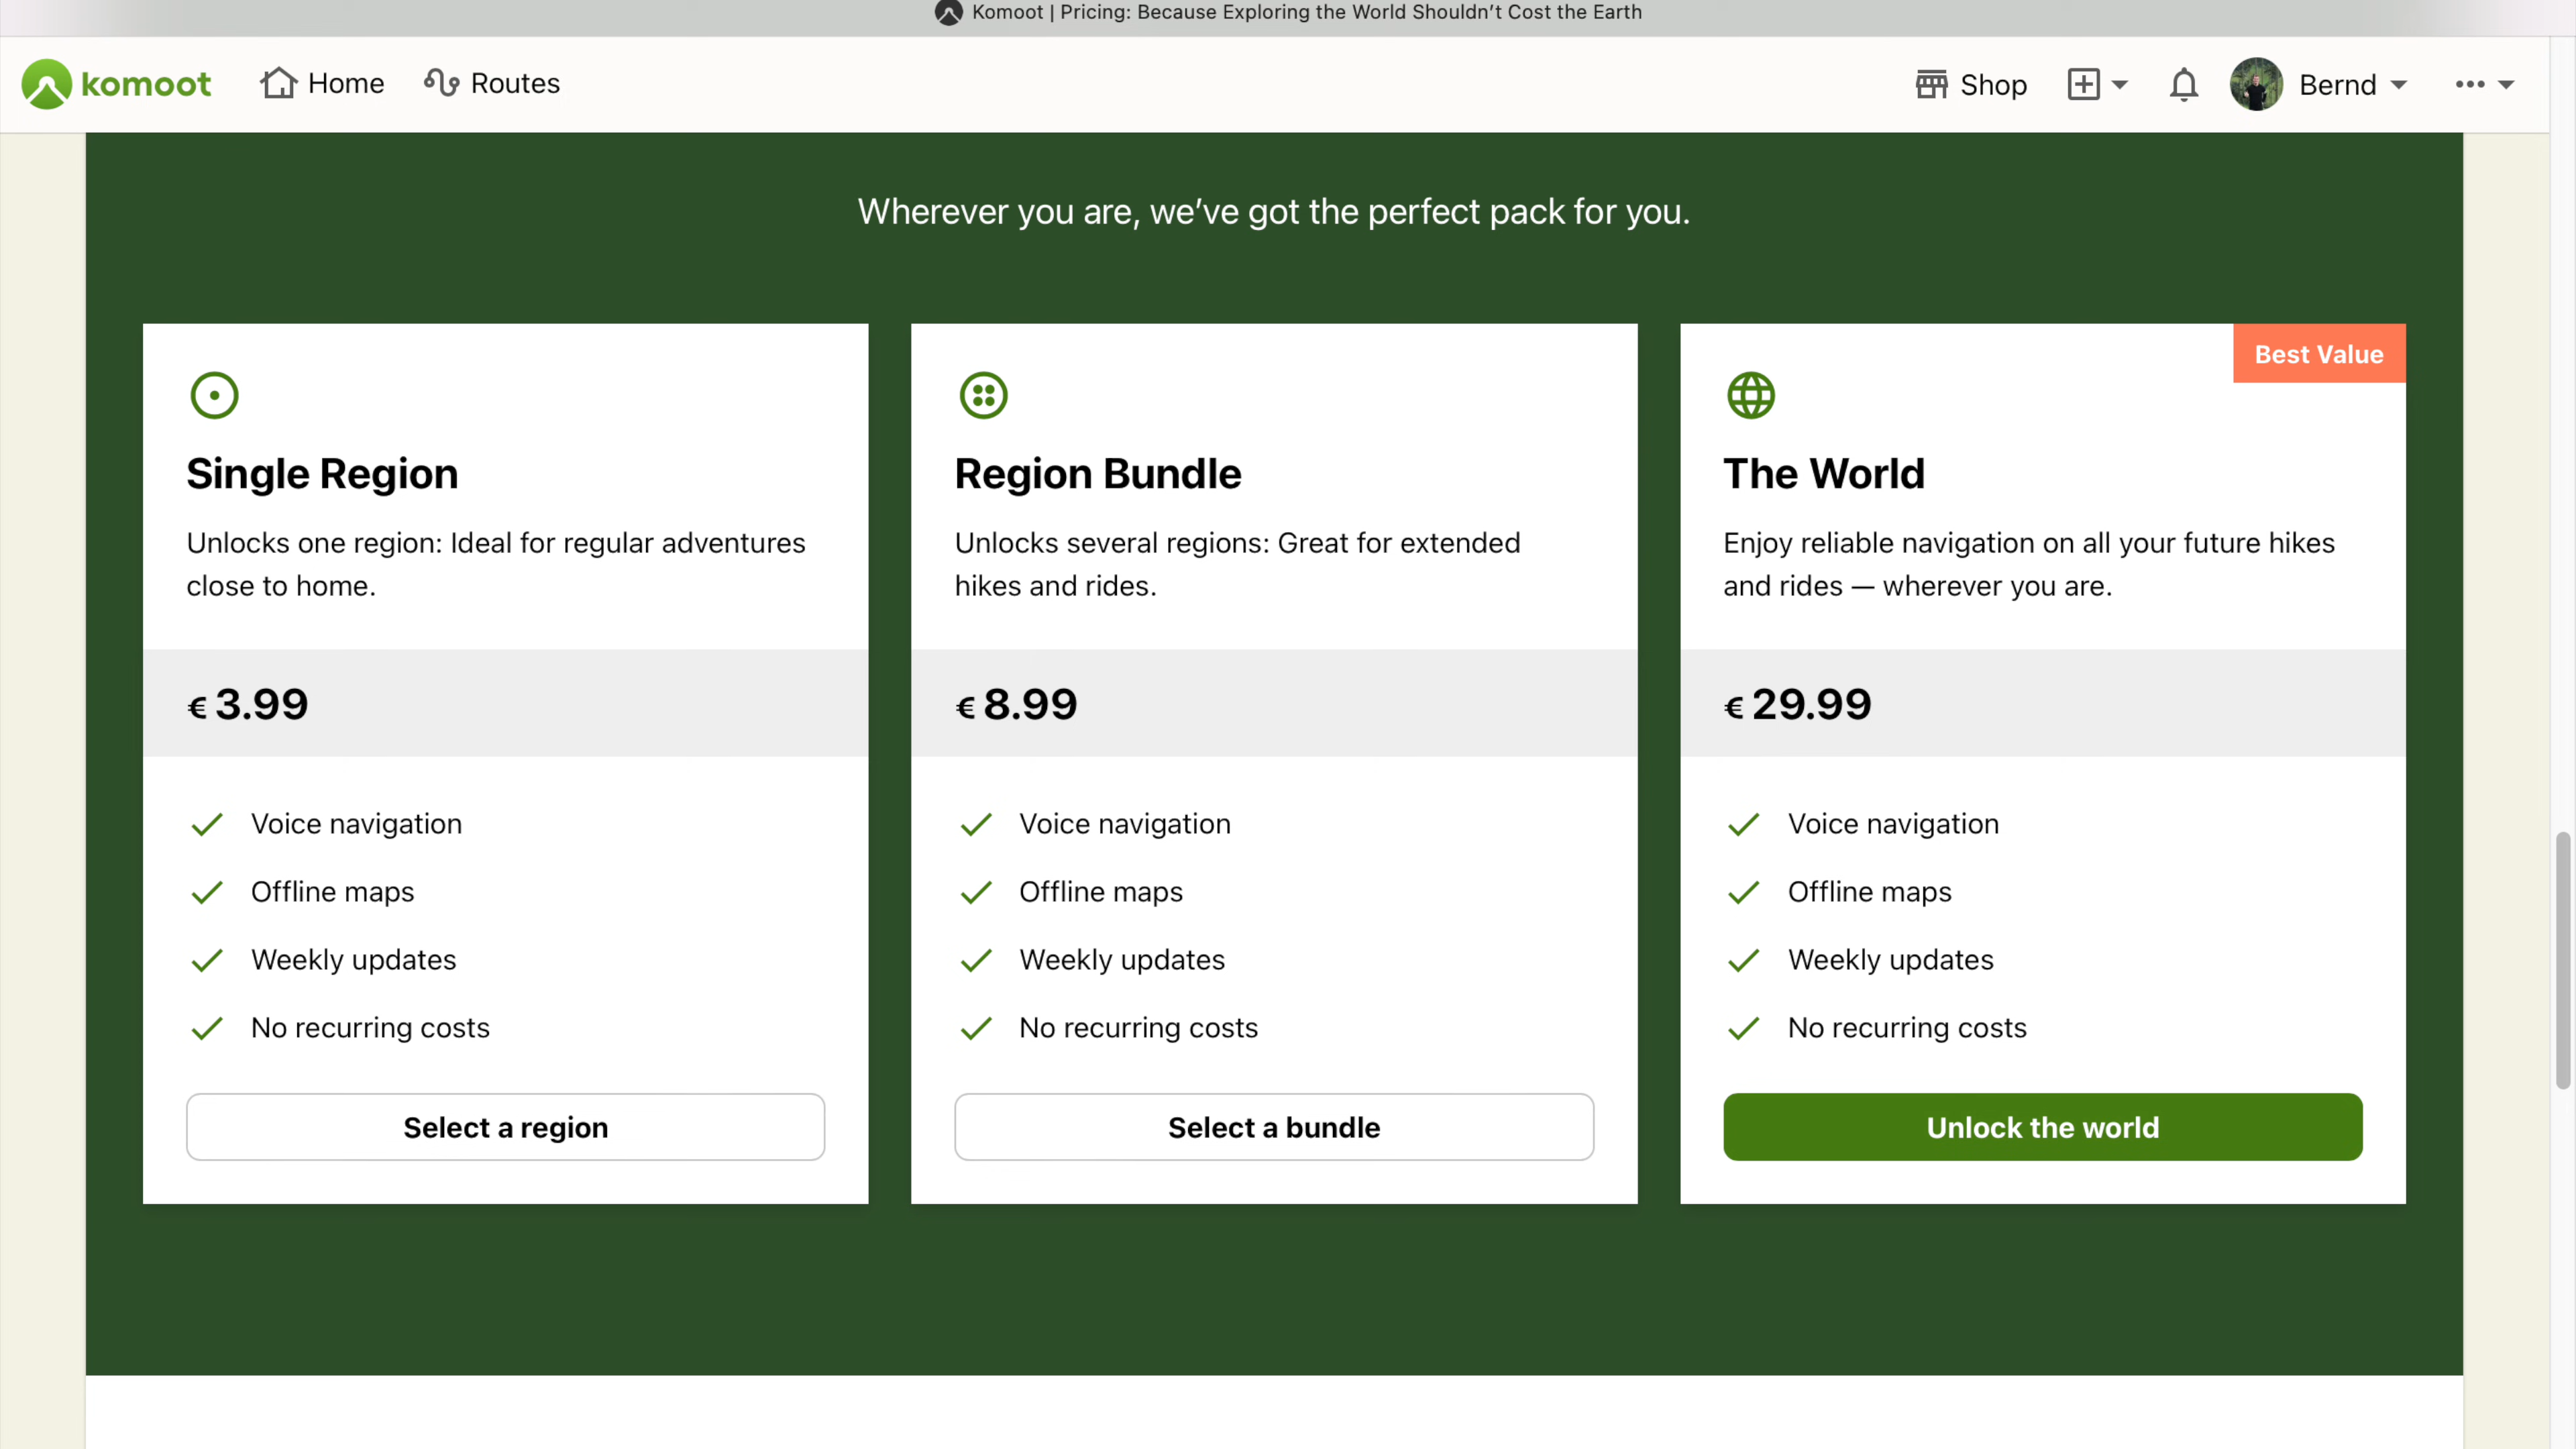 Komoot | Pricing: Because Exploring the World Shouldn’t Cost the Earth
komoot
Home
Routes
Shop
Bernd
Wherever you are, we’ve got the perfect pack for you.
Single Region
Unlocks one region: Ideal for regular adventures
close to home.
€ 3.99
Voice navigation
Offline maps
Weekly updates
No recurring costs
Select a region
Region Bundle
Unlocks several regions: Great for extended
hikes and rides.
€ 8.99
Voice navigation
Offline maps
Weekly updates
No recurring costs
Select a bundle
Best Value
The World
Enjoy reliable navigation on all your future hikes
and rides — wherever you are.
€ 29.99
Voice navigation
Offline maps
Weekly updates
No recurring costs
Unlock the world